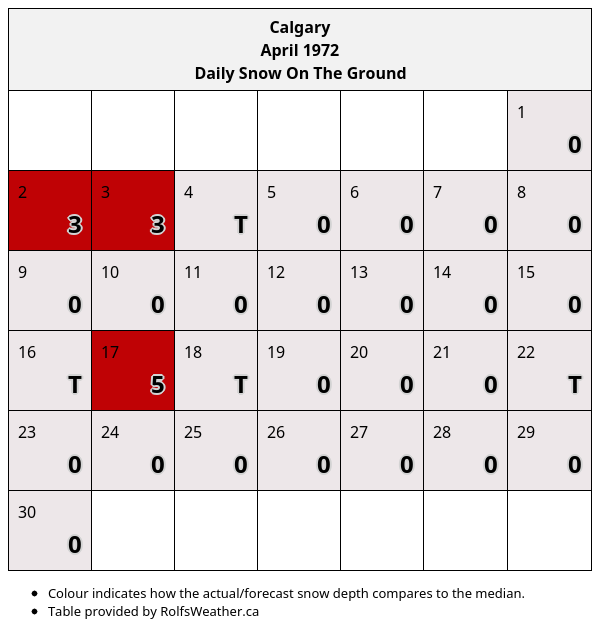 Calgary
April 1972
Daily Snow On The Ground
1
0
2 3 4 5 6 7 8
3 3 T 0 0 0 0
9 10 11 12 13 14 15
0 0 0 0 0 0 0
16 17 18 19 20 21 22
T 5 T 0 0 0 T
23 24 25 26 27 28 29
0 0 0 0 0 0 0
30
0
• Colour indicates how the actual/forecast snow depth compares to the median.
• Table provided by RolfsWeather.ca